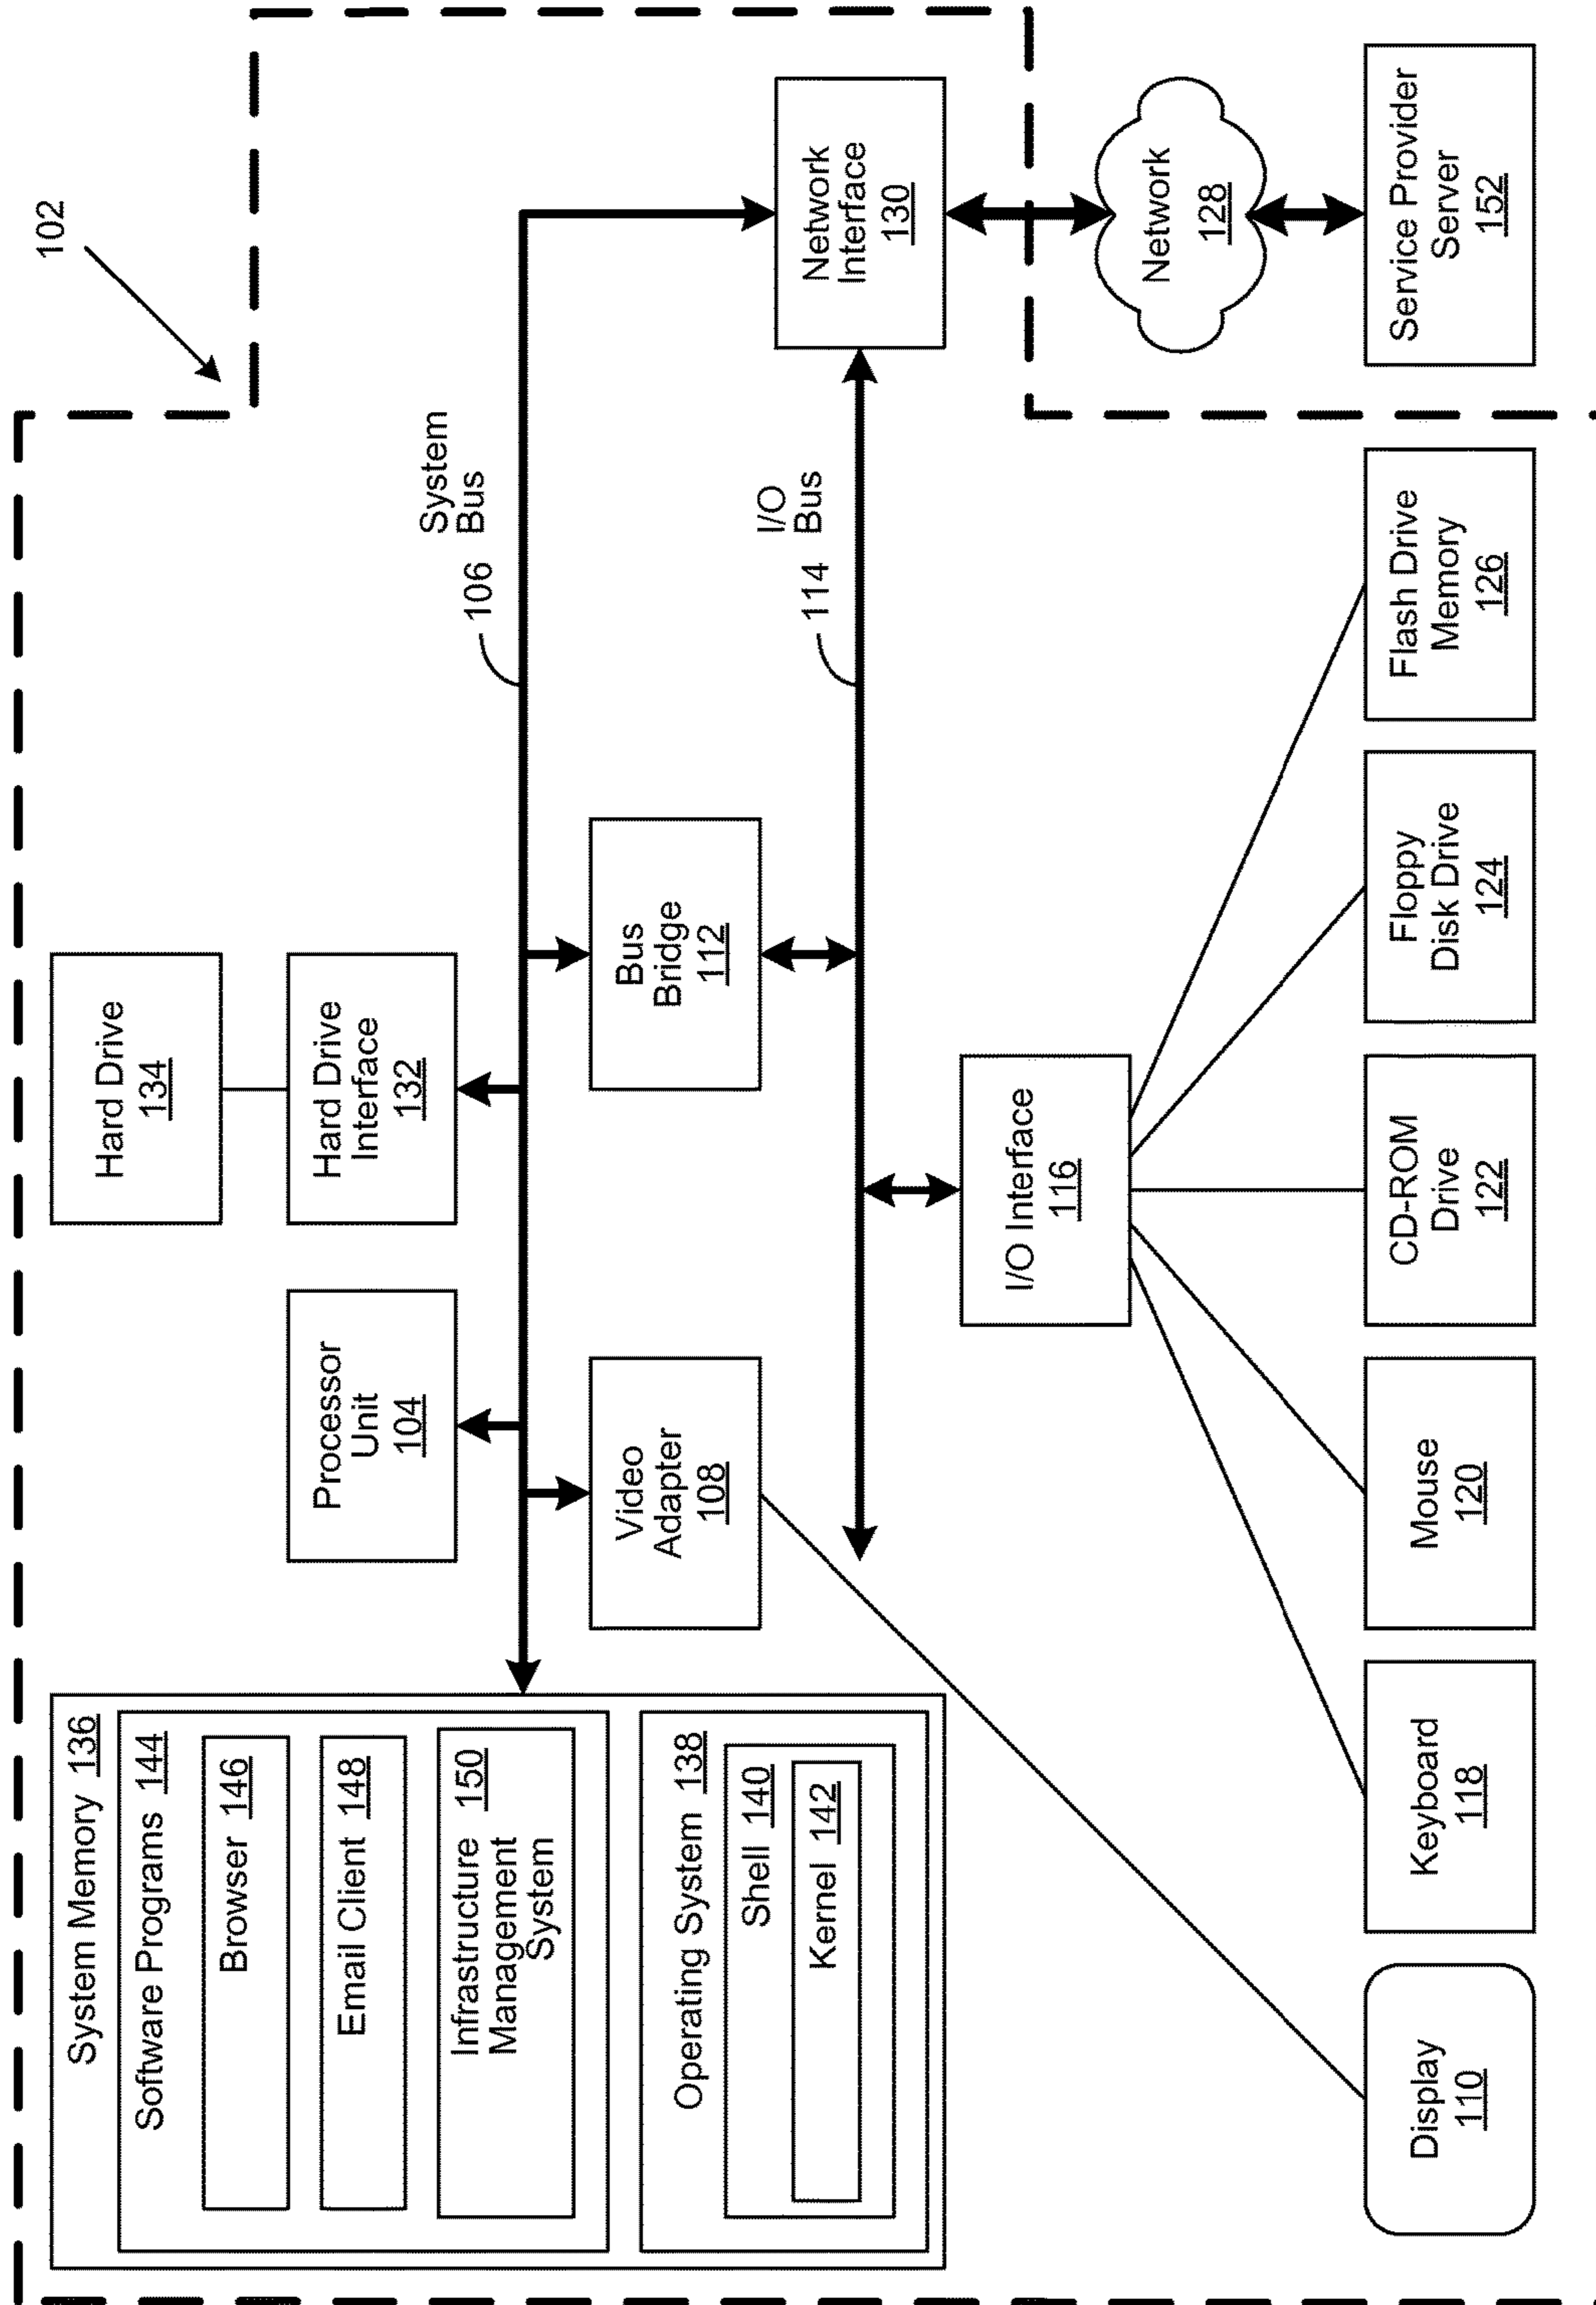 102
System Memory 136
Software Programs 144
Browser 146
Email Client 148
Infrastructure 150
Management
System
Operating System 138
Shell 140
Kernel 142
Processor
Unit
104
Hard Drive
134
Hard Drive
Interface
132
System
Bus
106
Video
Adapter
108
Bus
Bridge
112
I/O
Bus
114
Network
Interface
130
I/O Interface
116
Network
128
Display
110
Keyboard
118
Mouse
120
CD-ROM
Drive
122
Floppy
Disk Drive
124
Flash Drive
Memory
126
Service Provider
Server
152